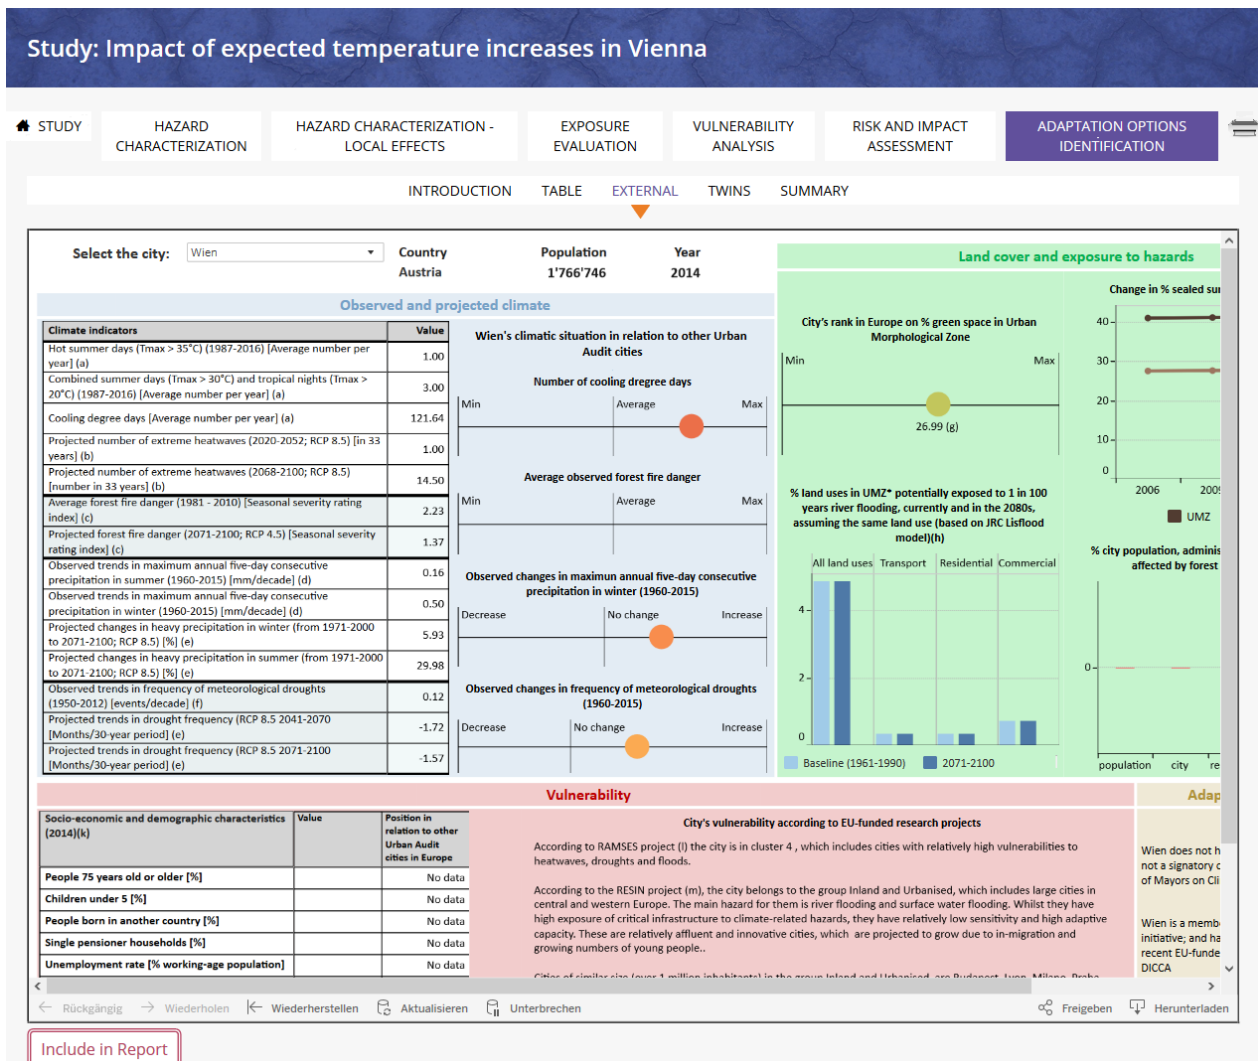 Study: Impact of expected temperature increases in Vienna
STUDY
HAZARD
CHARACTERIZATION
HAZARD CHARACTERIZATION -
LOCAL EFFECTS
EXPOSURE
EVALUATION
VULNERABILITY
ANALYSIS
RISK AND IMPACT
ASSESSMENT
ADAPTATION OPTIONS
IDENTIFICATION
INTRODUCTION TABLE EXTERNAL TWINS SUMMARY
Select the city: Wien
Country
Austria
Population
1'766'746
Year
2014
Observed and projected climate
Climate indicators Value
Hot summer days (Tmax > 35°C) (1987-2016) [Average number per
year] (a)
1.00
Combined summer days (Tmax > 30°C) and tropical nights (Tmax >
20°C) (1987-2016) [Average number per year] (a)
3.00
Cooling degree days [Average number per year] (a) 121.64
Projected number of extreme heatwaves (2020-2052; RCP 8.5) [in 33
years] (b)
1.00
Projected number of extreme heatwaves (2068-2100; RCP 8.5)
[number in 33 years] (b)
14.50
Average forest fire danger (1981 - 2010) [Seasonal severity rating
index] (c)
2.23
Projected forest fire danger (2071-2100; RCP 4.5) [Seasonal severity
rating index] (c)
1.37
Observed trends in maximum annual five-day consecutive
precipitation in summer (1960-2015) [mm/decade] (d)
0.16
Observed trends in maximum annual five-day consecutive
precipitation in winter (1960-2015) [mm/decade] (d)
0.50
Projected changes in heavy precipitation in winter (from 1971-2000
to 2071-2100; RCP 8.5) [%] (e)
5.93
Projected changes in heavy precipitation in summer (from 1971-2000
to 2071-2100; RCP 8.5) [%] (e)
29.98
Observed trends in frequency of meteorological droughts
(1950-2012) [events/decade] (f)
0.12
Projected trends in drought frequency (RCP 8.5 2041-2070
[Months/30-year period] (e)
-1.72
Projected trends in drought frequency (RCP 8.5 2071-2100
[Months/30-year period] (e)
-1.57
Wien's climatic situation in relation to other Urban
Audit cities
Number of cooling dregree days
Min Average Max
Average observed forest fire danger
Min Average Max
Observed changes in maximun annual five-day consecutive
precipitation in winter (1960-2015)
Decrease No change Increase
Observed changes in frequency of meteorological droughts
(1960-2015)
Decrease No change Increase
Land cover and exposure to hazards
City's rank in Europe on % green space in Urban
Morphological Zone
Min Max
26.99 (g)
% land uses in UMZ* potentially exposed to 1 in 100
years river flooding, currently and in the 2080s,
assuming the same land use (based on JRC Lisflood
model)(h)
All land uses Transport Residential Commercial
4
2
0
Baseline (1961-1990) 2071-2100
Change in % sealed sur
40
30
20
10
0
2006 2009
UMZ
% city population, adminis
affected by forest
0
population city re
Vulnerability
Socio-economic and demographic characteristics
(2014)(k)
Value
Position in
relation to other
Urban Audit
cities in Europe
People 75 years old or older [%] No data
Children under 5 [%] No data
People born in another country [%] No data
Single pensioner households [%] No data
Unemployment rate [% working-age population] No data
City's vulnerability according to EU-funded research projects
According to RAMSES project (l) the city is in cluster 4 , which includes cities with relatively high vulnerabilities to
heatwaves, droughts and floods.
According to the RESIN project (m), the city belongs to the group Inland and Urbanised, which includes large cities in
central and western Europe. The main hazard for them is river flooding and surface water flooding. Whilst they have
high exposure of critical infrastructure to climate-related hazards, they have relatively low sensitivity and high adaptive
capacity. These are relatively affluent and innovative cities, which are projected to grow due to in-migration and
growing numbers of young people..
Cities of similar size (over 1 million inhabitants) in the group Inland and Urbanised, are Budapest, Lyon, Milano, Praha
Adap
Wien does not h
not a signatory c
of Mayors on Cli
Wien is a memb
initiative; and ha
recent EU-funde
DICCA
Rückgängig Wiederholen Wiederherstellen Aktualisieren Unterbrechen Freigeben Herunterladen
Include in Report